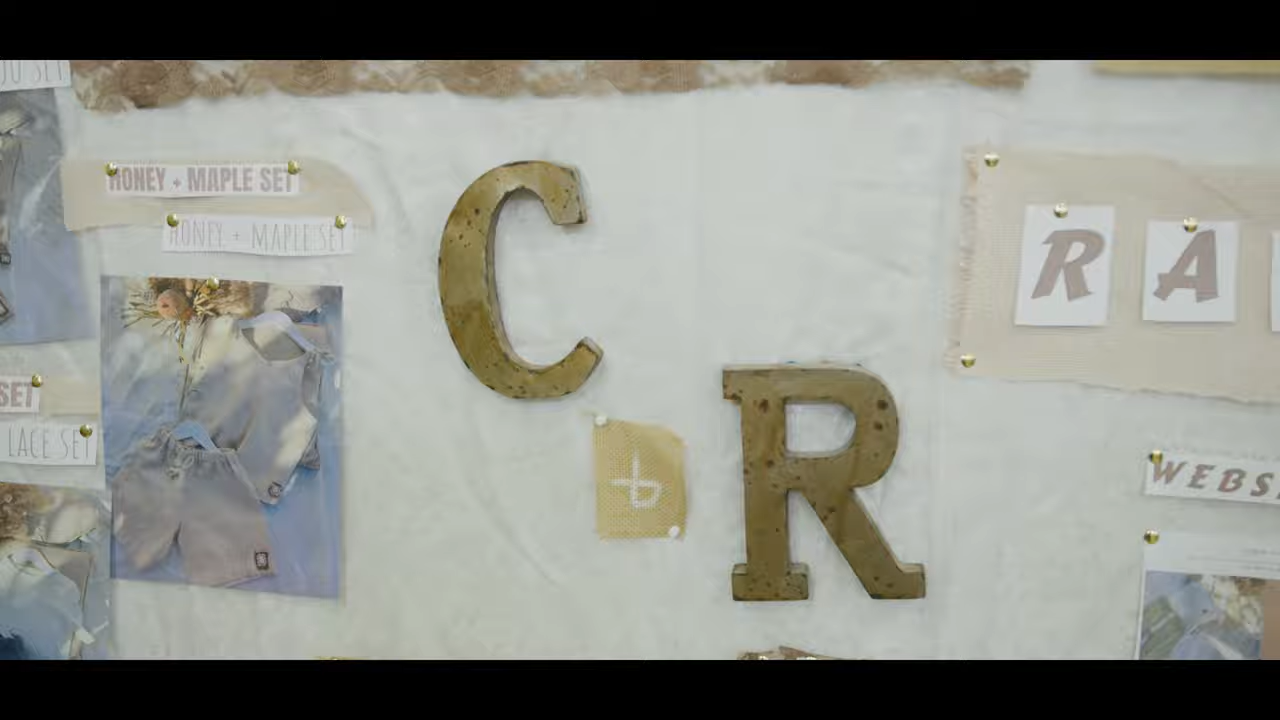 HONEY + MAPLE SET
HONEY + MAPLE SET
SET
LACE SET
C
R
R A
WEBS